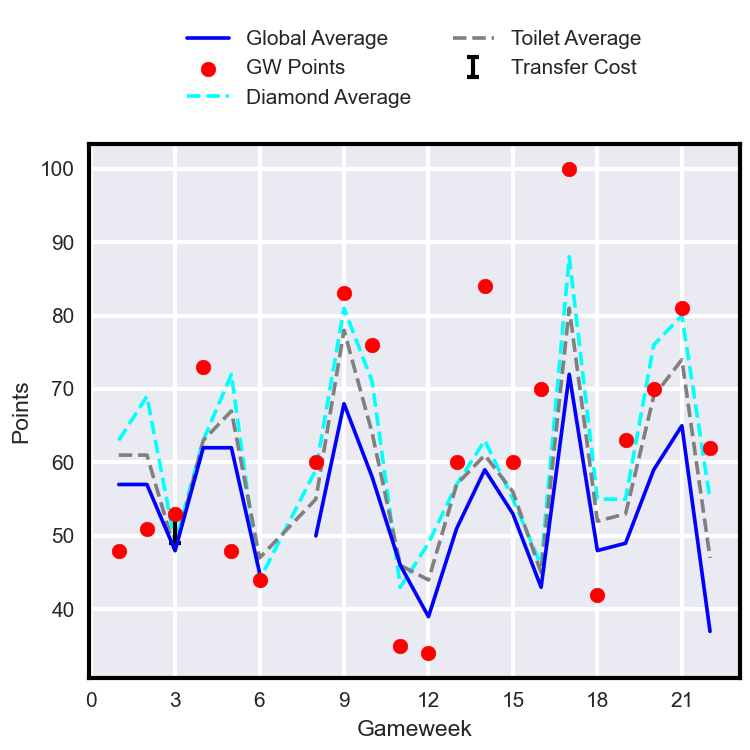 Global Average
GW Points
Diamond Average
Toilet Average
Transfer Cost
Points
100
90
80
70
60
50
40
0 3 6 9 12 15 18 21
Gameweek